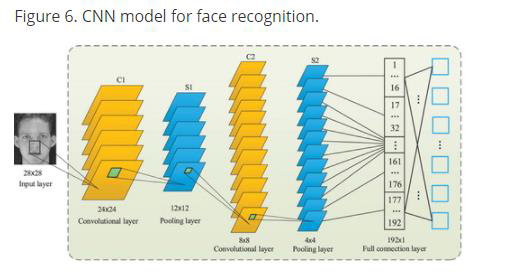 Figure 6. CNN model for face recognition.
C1
S1
C2
S2
28x28
Input layer
24x24
Convolutional layer
12x12
Pooling layer
8x8
Convolutional layer
4x4
Pooling layer
1
...
16
17
...
32
⋮
161
...
176
177
...
192
⋮
⋮
⋮
192x1
Full connection layer